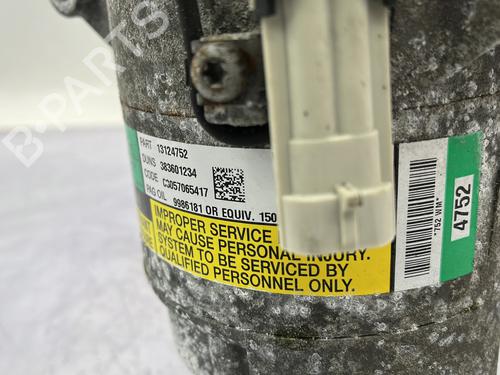 B-PARTS
PART 13124752
DUNS 383601234
CODE C3057065417
PAG OIL 9986181 OR EQUIV. 150
IMPROPER SERVICE
MAY CAUSE PERSONAL INJURY.
SYSTEM TO BE SERVICED BY
QUALIFIED PERSONNEL ONLY.
*752 WM*
4752